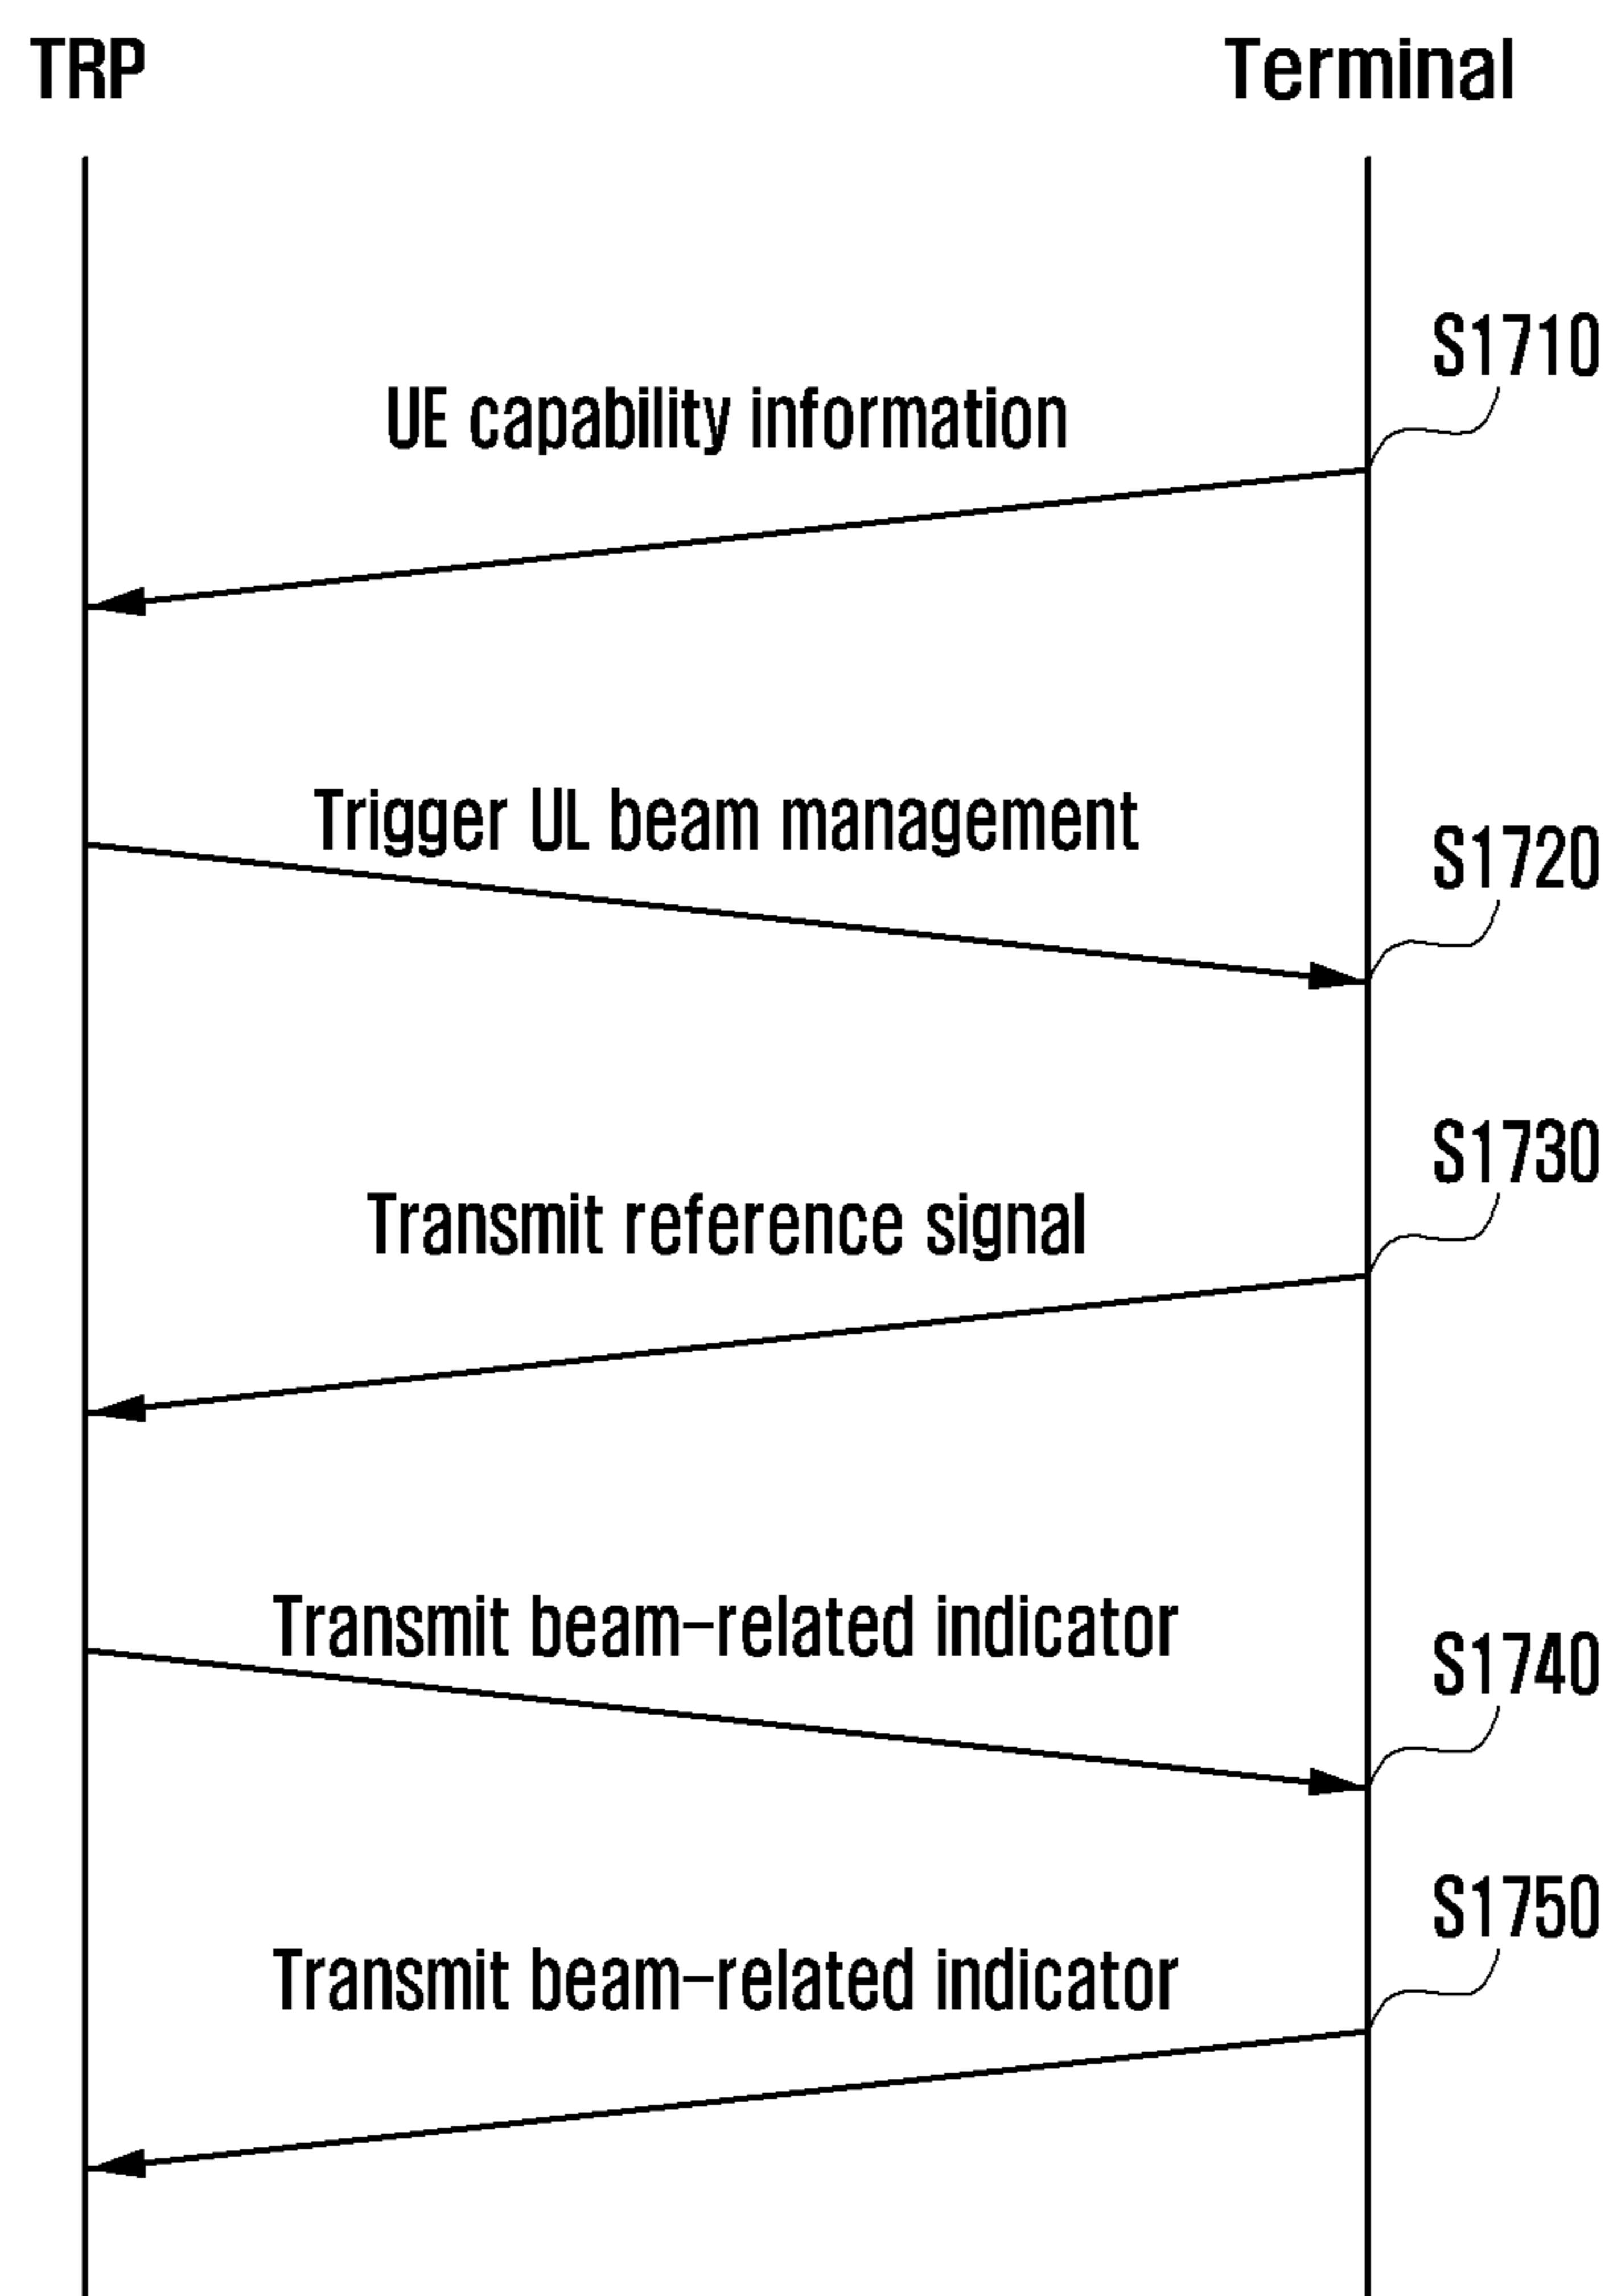 TRP
Terminal
S1710
UE capability information
Trigger UL beam management
S1720
S1730
Transmit reference signal
Transmit beam-related indicator
S1740
S1750
Transmit beam-related indicator